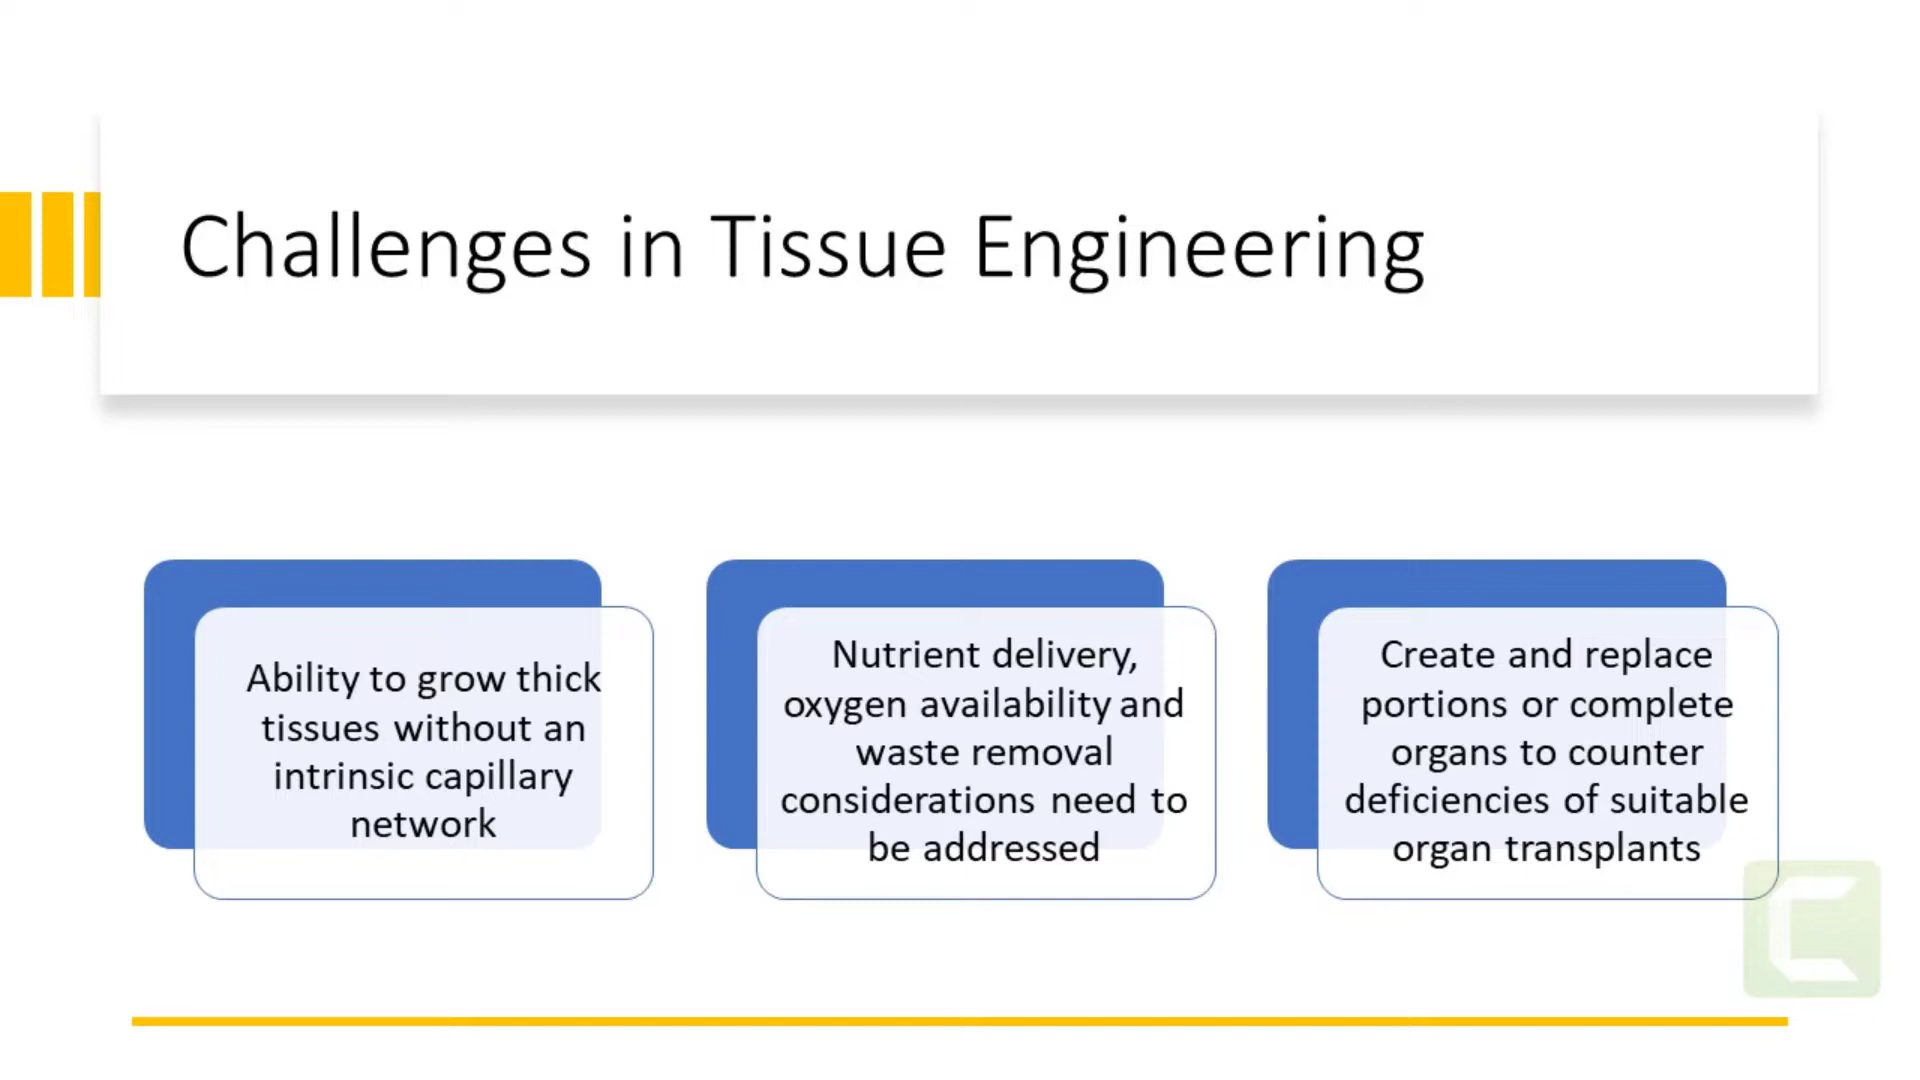 Challenges in Tissue Engineering
Ability to grow thick
tissues without an
intrinsic capillary
network
Nutrient delivery,
oxygen availability and
waste removal
considerations need to
be addressed
Create and replace
portions or complete
organs to counter
deficiencies of suitable
organ transplants